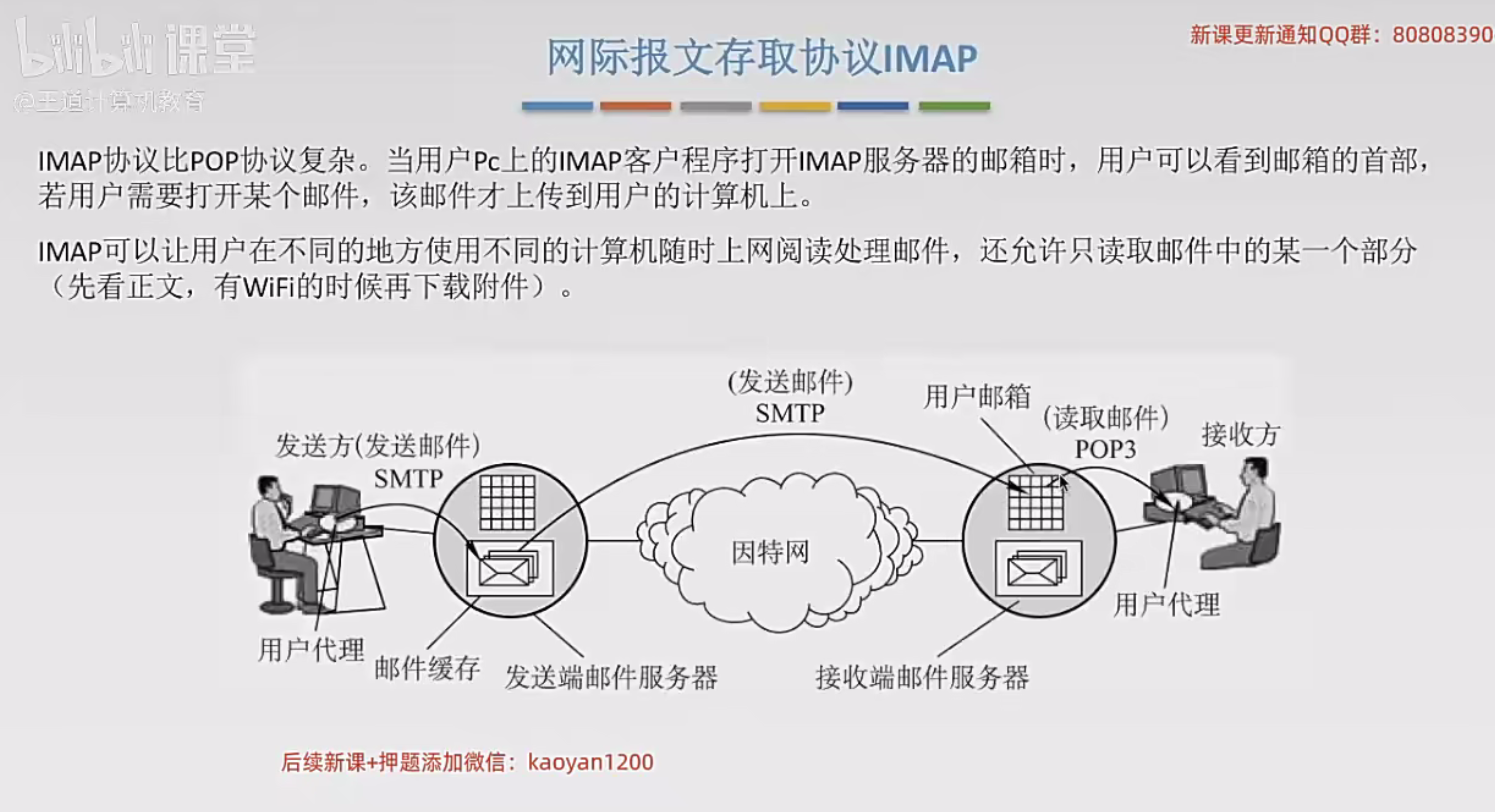 bilibili课堂
@王道计算机教育
新课更新通知QQ群：80808390
网际报文存取协议IMAP
IMAP协议比POP协议复杂。当用户Pc上的IMAP客户程序打开IMAP服务器的邮箱时，用户可以看到邮箱的首部，
若用户需要打开某个邮件，该邮件才上传到用户的计算机上。
IMAP可以让用户在不同的地方使用不同的计算机随时上网阅读处理邮件，还允许只读取邮件中的某一个部分
（先看正文，有WiFi的时候再下载附件）。
(发送邮件)
SMTP
用户邮箱
(读取邮件)
POP3
接收方
发送方(发送邮件)
SMTP
因特网
用户代理
用户代理
邮件缓存
发送端邮件服务器
接收端邮件服务器
后续新课+押题添加微信：kaoyan1200